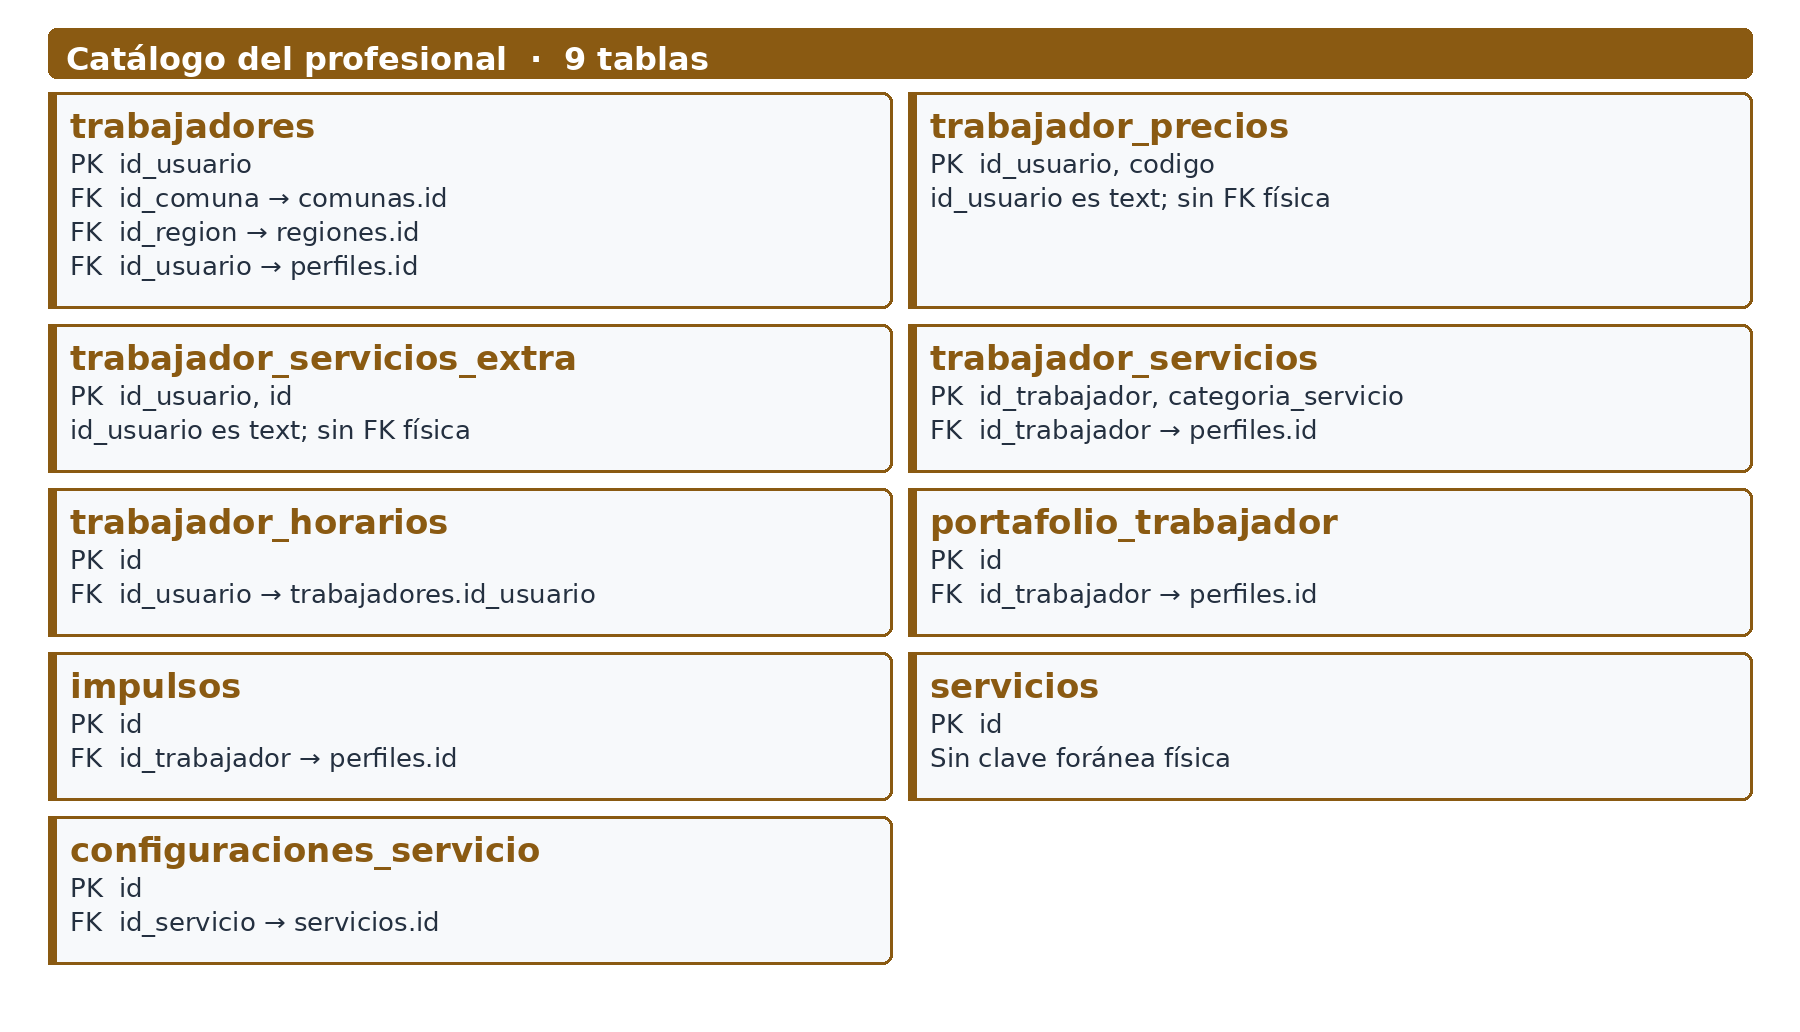 Catálogo del profesional · 9 tablas
trabajadores
PK id_usuario
FK id_comuna → comunas.id
FK id_region → regiones.id
FK id_usuario → perfiles.id
trabajador_precios
PK id_usuario, codigo
id_usuario es text; sin FK física
trabajador_servicios_extra
PK id_usuario, id
id_usuario es text; sin FK física
trabajador_servicios
PK id_trabajador, categoria_servicio
FK id_trabajador → perfiles.id
trabajador_horarios
PK id
FK id_usuario → trabajadores.id_usuario
portafolio_trabajador
PK id
FK id_trabajador → perfiles.id
impulsos
PK id
FK id_trabajador → perfiles.id
servicios
PK id
Sin clave foránea física
configuraciones_servicio
PK id
FK id_servicio → servicios.id